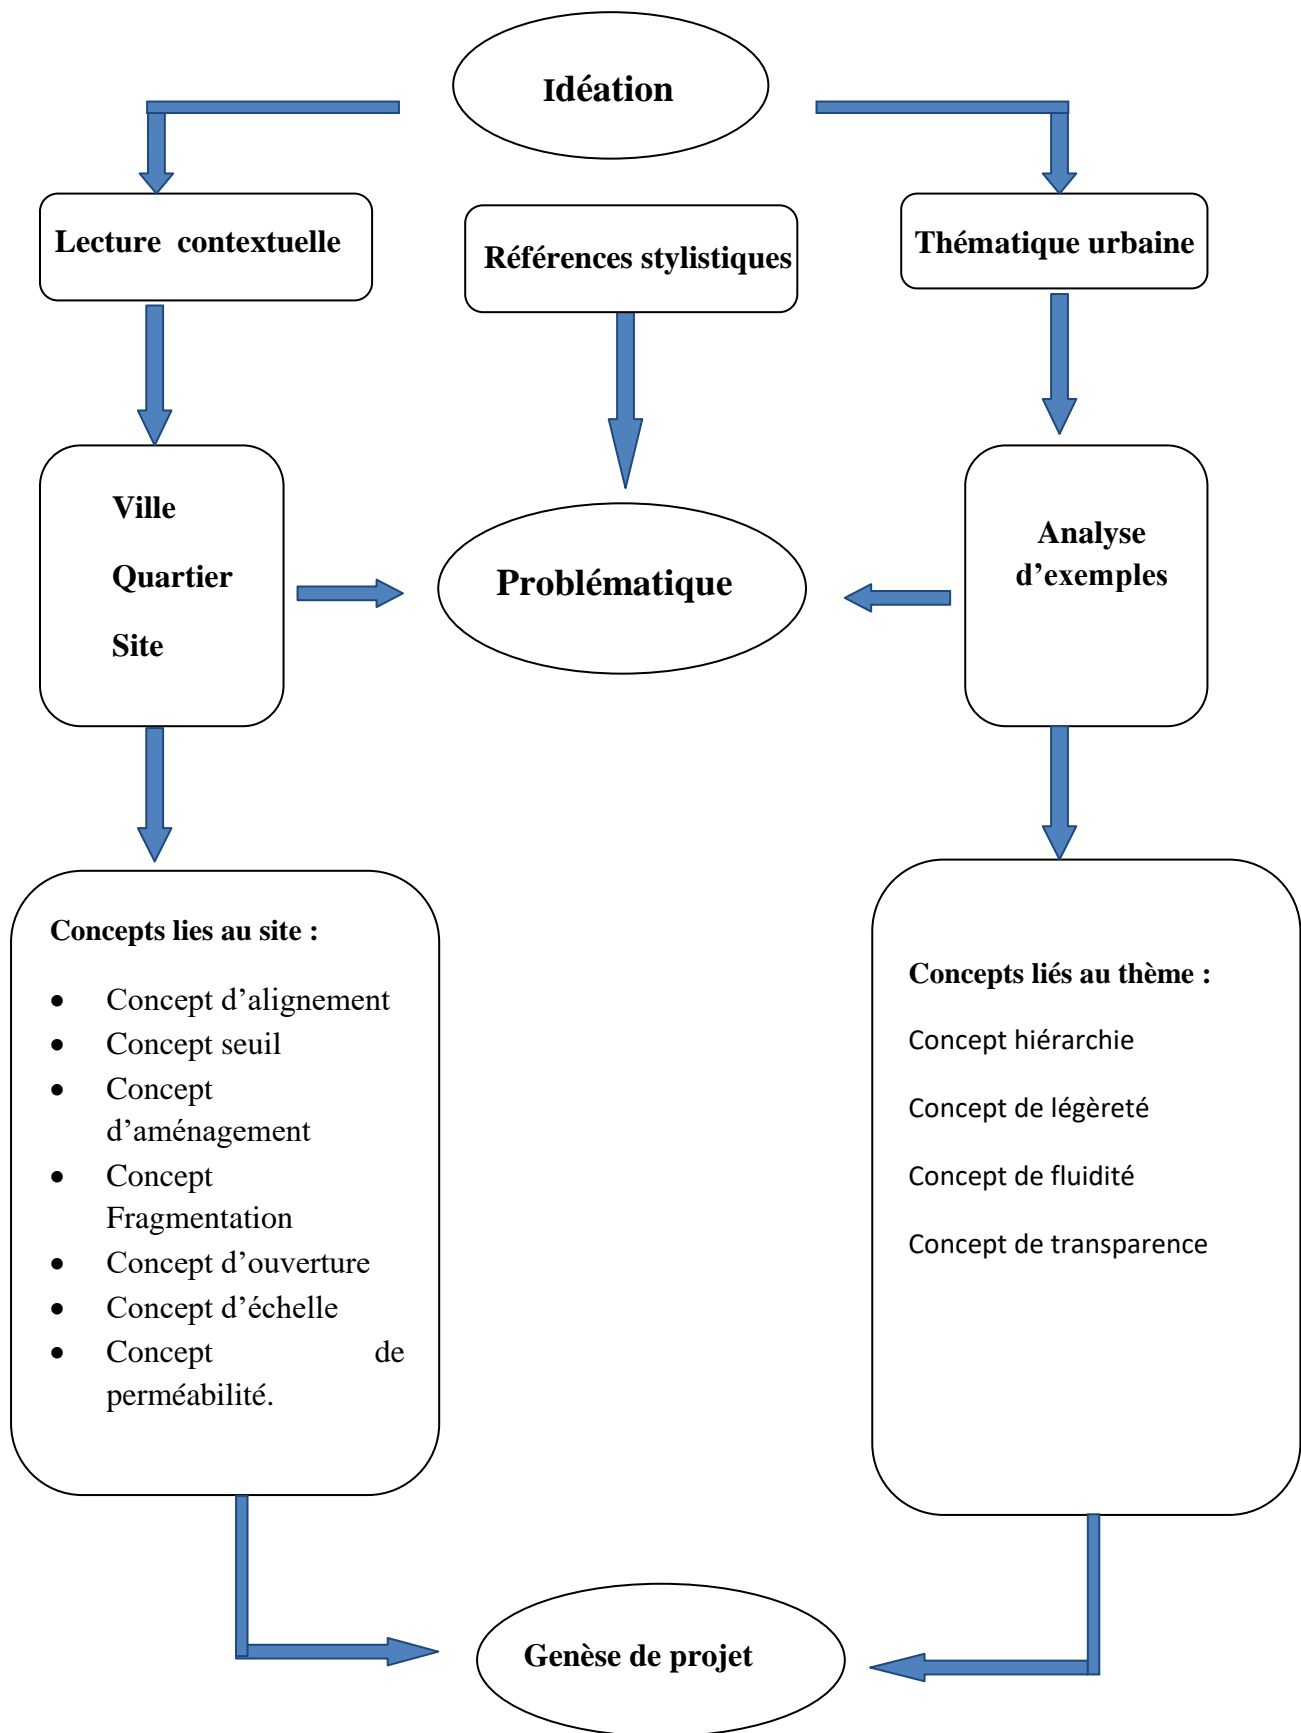 Idéation
Lecture contextuelle
Références stylistiques
Thématique urbaine
Ville
Quartier
Site
Problématique
Analyse
d’exemples
Concepts lies au site :
• Concept d’alignement
• Concept seuil
• Concept
d’aménagement
• Concept
Fragmentation
• Concept d’ouverture
• Concept d’échelle
• Concept de
perméabilité.
Concepts liés au thème :
Concept hiérarchie
Concept de légèreté
Concept de fluidité
Concept de transparence
Genèse de projet